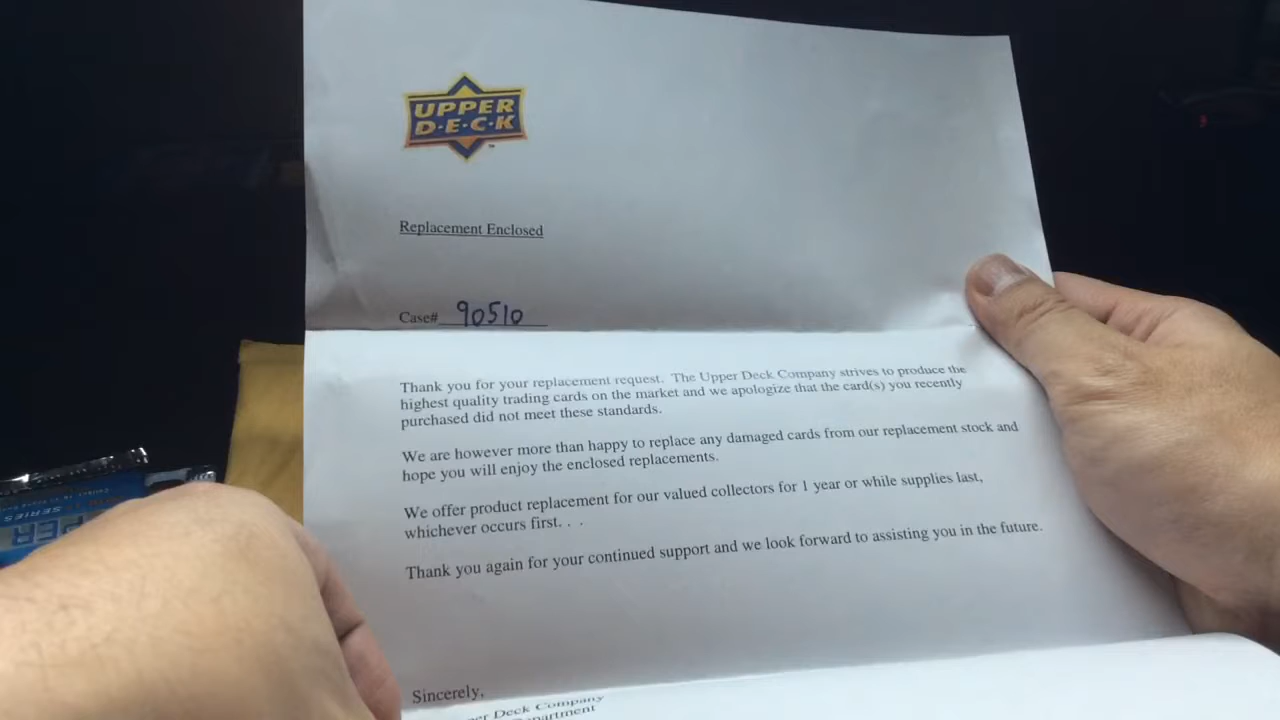 UPPER
D·E·C·K
™
Replacement Enclosed
Case# 90510
Thank you for your replacement request. The Upper Deck Company strives to produce the
highest quality trading cards on the market and we apologize that the card(s) you recently
purchased did not meet these standards.
We are however more than happy to replace any damaged cards from our replacement stock and
hope you will enjoy the enclosed replacements.
We offer product replacement for our valued collectors for 1 year or while supplies last,
whichever occurs first. . .
Thank you again for your continued support and we look forward to assisting you in the future.
Sincerely,
Deck Company
SERIES
3